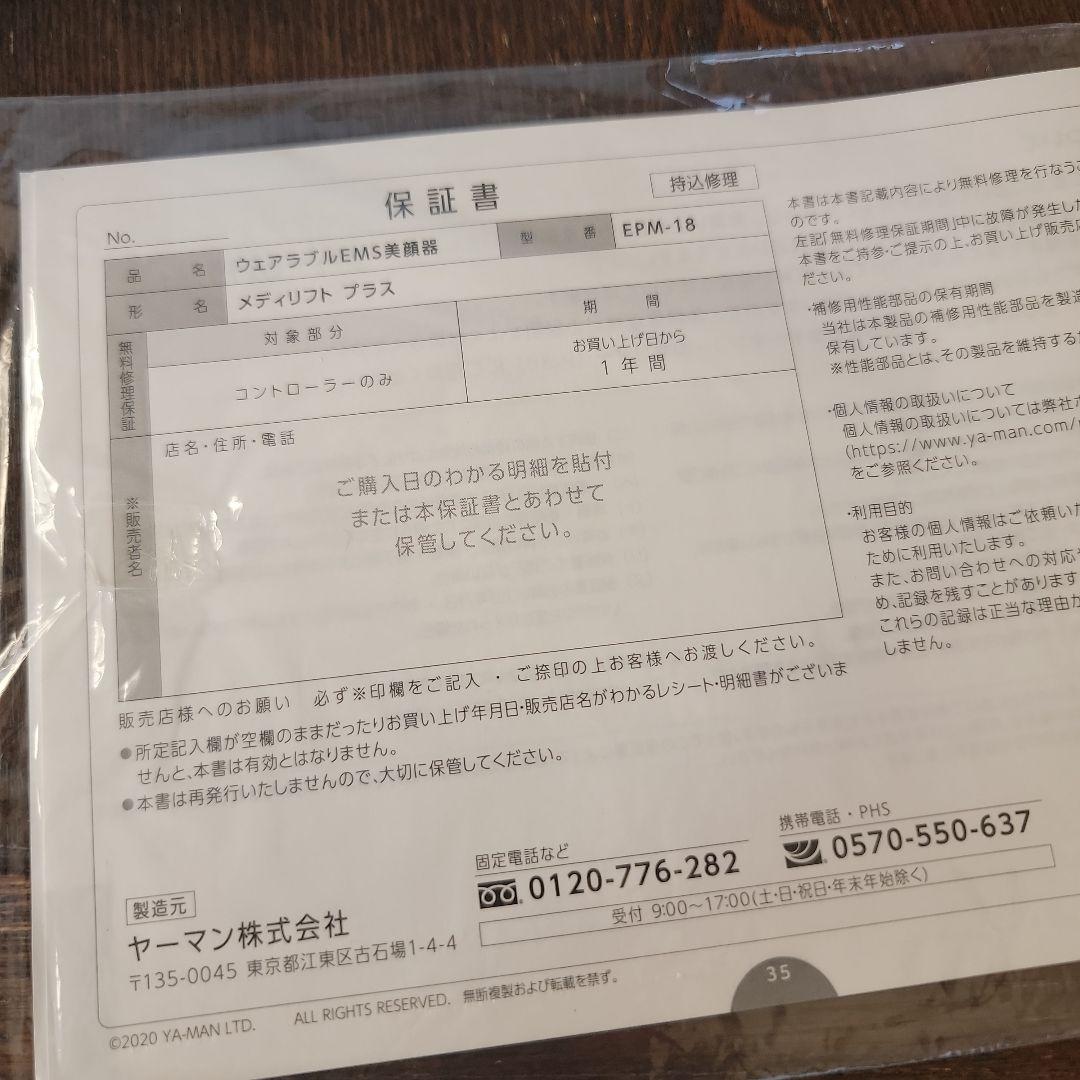 保証書
持込修理
No.
品名 ウェアラブルEMS美顔器 型番 EPM-18
形名 メディリフト プラス
無料修理保証
対象部分 期間
コントローラーのみ
お買い上げ日から
1年間
※販売者名
店名・住所・電話
ご購入日のわかる明細を貼付
または本保証書とあわせて
保管してください。
販売店様へのお願い 必ず※印欄をご記入・ご捺印の上お客様へお渡しください。
●所定記入欄が空欄のままだったりお買い上げ年月日・販売店名がわかるレシート・明細書がございま
せんと、本書は有効とはなりません。
●本書は再発行いたしませんので、大切に保管してください。
製造元
ヤーマン株式会社
〒135-0045 東京都江東区古石場1-4-4
固定電話など
0120-776-282
携帯電話・PHS
0570-550-637
受付 9:00〜17:00(土・日・祝日・年末年始除く)
©2020 YA-MAN LTD. ALL RIGHTS RESERVED. 無断複製および転載を禁ず。
35
本書は本書記載内容により無料修理を行なう
のです。
左記「無料修理保証期間」中に故障が発生し
本書をご持参・ご提示の上、お買い上げ販売
ださい。
・補修用性能部品の保有期間
当社は本製品の補修用性能部品を製造
保有しています。
※性能部品とは、その製品を維持する
・個人情報の取扱いについて
個人情報の取扱いについては弊社
(https://www.ya-man.com/
をご参照ください。
・利用目的
お客様の個人情報はご依頼いた
ために利用いたします。
また、お問い合わせへの対応
め、記録を残すことがあります
これらの記録は正当な理由
しません。